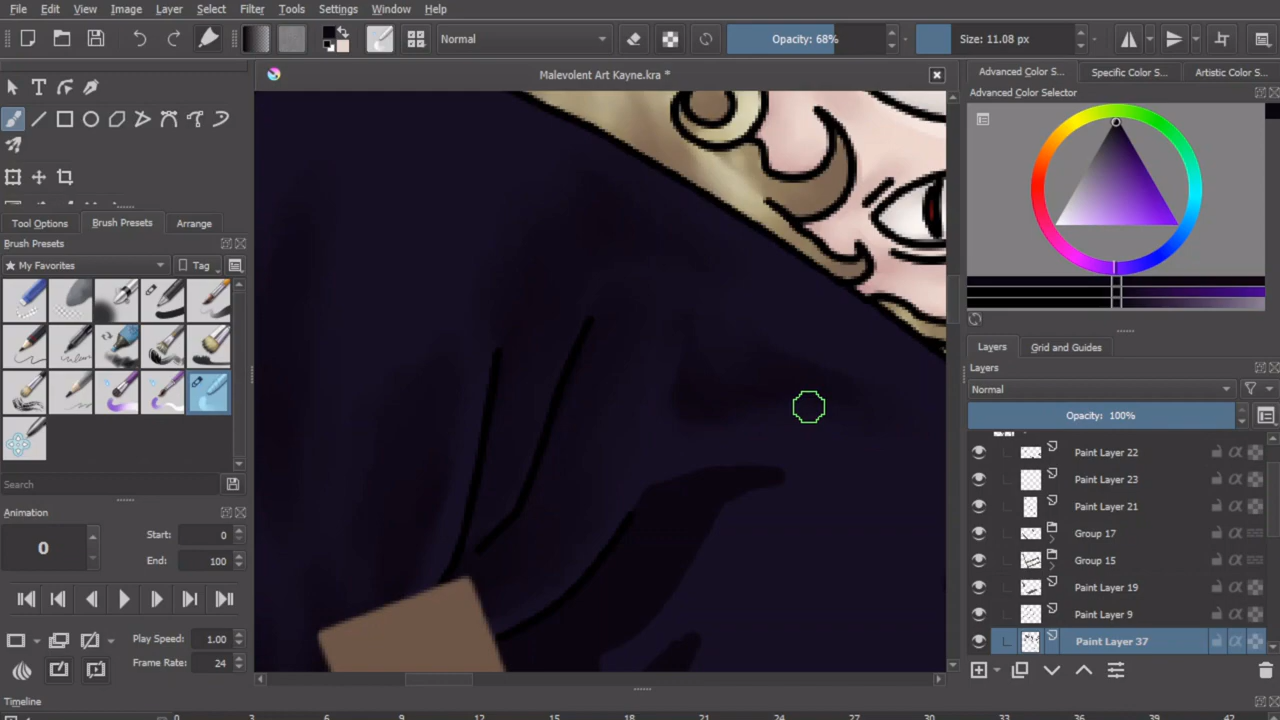 File Edit View Image Layer Select Filter Tools Settings Window Help
Normal
Opacity: 68%
Size: 11.08 px
Malevolent Art Kayne.kra *
Advanced Color S...
Specific Color S...
Artistic Color S...
Advanced Color Selector
Tool Options
Brush Presets
Arrange
Brush Presets
★ My Favorites
Tag
Search
Animation
0
Start: 0
End: 100
Play Speed: 1.00
Frame Rate: 24
Layers
Grid and Guides
Layers
Normal
Opacity: 100%
Paint Layer 22
Paint Layer 23
Paint Layer 21
Group 17
Group 15
Paint Layer 19
Paint Layer 9
Paint Layer 37
Timeline
0 3 6 9 12 15 18 21 24 27 30 33 36 39 42